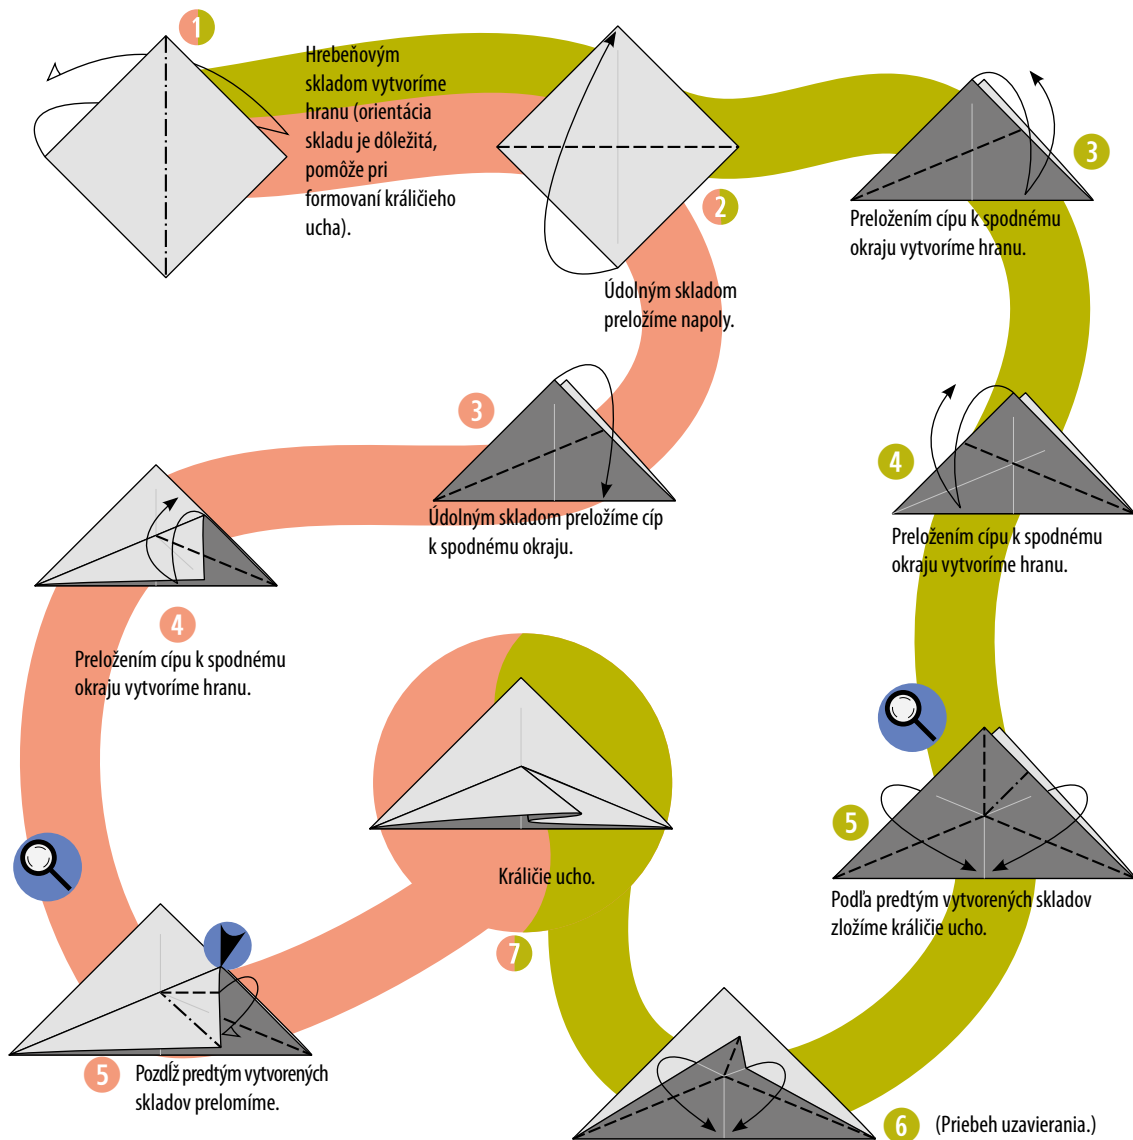 1
Hrebeňovým
skladom vytvoríme
hranu (orientácia
skladu je dôležitá,
pomôže pri
formovaní králičieho
ucha).
2
Údolným skladom
preložíme napoly.
3
Preložením cípu k spodnému
okraju vytvoríme hranu.
3
Údolným skladom preložíme cíp
k spodnému okraju.
4
Preložením cípu k spodnému
okraju vytvoríme hranu.
4
Preložením cípu k spodnému
okraju vytvoríme hranu.
5
Podľa predtým vytvorených skladov
zložíme králičie ucho.
Králičie ucho.
7
5 Pozdĺž predtým vytvorených
skladov prelomíme.
6 (Priebeh uzavierania.)